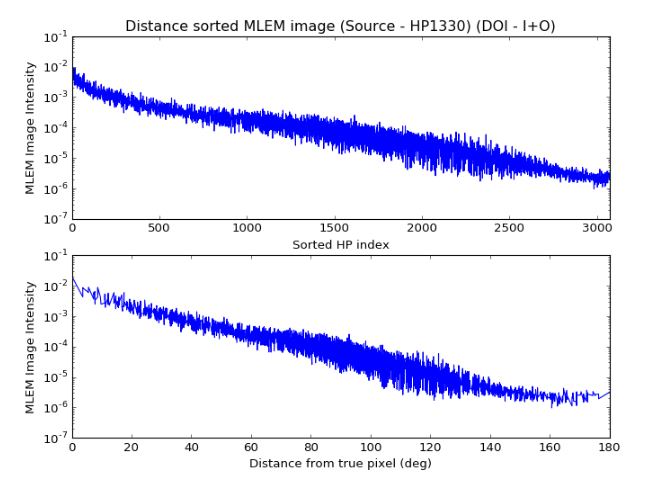 Distance sorted MLEM image (Source - HP1330) (DOI - I+O)
MLEM Image Intensity
10^-1
10^-2
10^-3
10^-4
10^-5
10^-6
10^-7
0 500 1000 1500 2000 2500 3000
Sorted HP index
MLEM Image Intensity
10^-1
10^-2
10^-3
10^-4
10^-5
10^-6
10^-7
0 20 40 60 80 100 120 140 160 180
Distance from true pixel (deg)